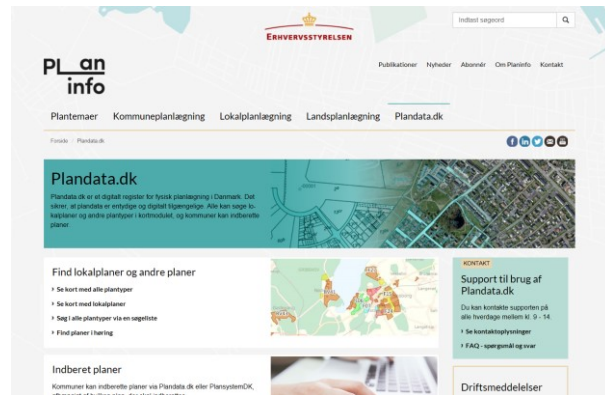 Indtast søgeord
ERHVERVSSTYRELSEN
PL__an
info
Publikationer Nyheder Abonnér Om Planinfo Kontakt
Plantemaer Kommuneplanlægning Lokalplanlægning Landsplanlægning Plandata.dk
Forside / Plandata.dk
Plandata.dk
Plandata.dk er et digitalt register for fysisk planlægning i Danmark. Det
sikrer, at plandata er entydige og digitalt tilgængelige. Alle kan søge lo-
kalplaner og andre plantyper i kortmodulet, og kommuner kan indberette
planer.
Find lokalplaner og andre planer
Se kort med alle plantyper
Se kort med lokalplaner
Søg i alle plantyper via en søgeliste
Find planer i høring
KONTAKT
Support til brug af
Plandata.dk
Du kan kontakte supporten på
alle hverdage mellem kl. 9 - 14.
Se kontaktoplysninger
FAQ - spørgsmål og svar
Indberet planer
Kommuner kan indberette planer via Plandata.dk eller PlansystemDK,
Driftsmeddelelser